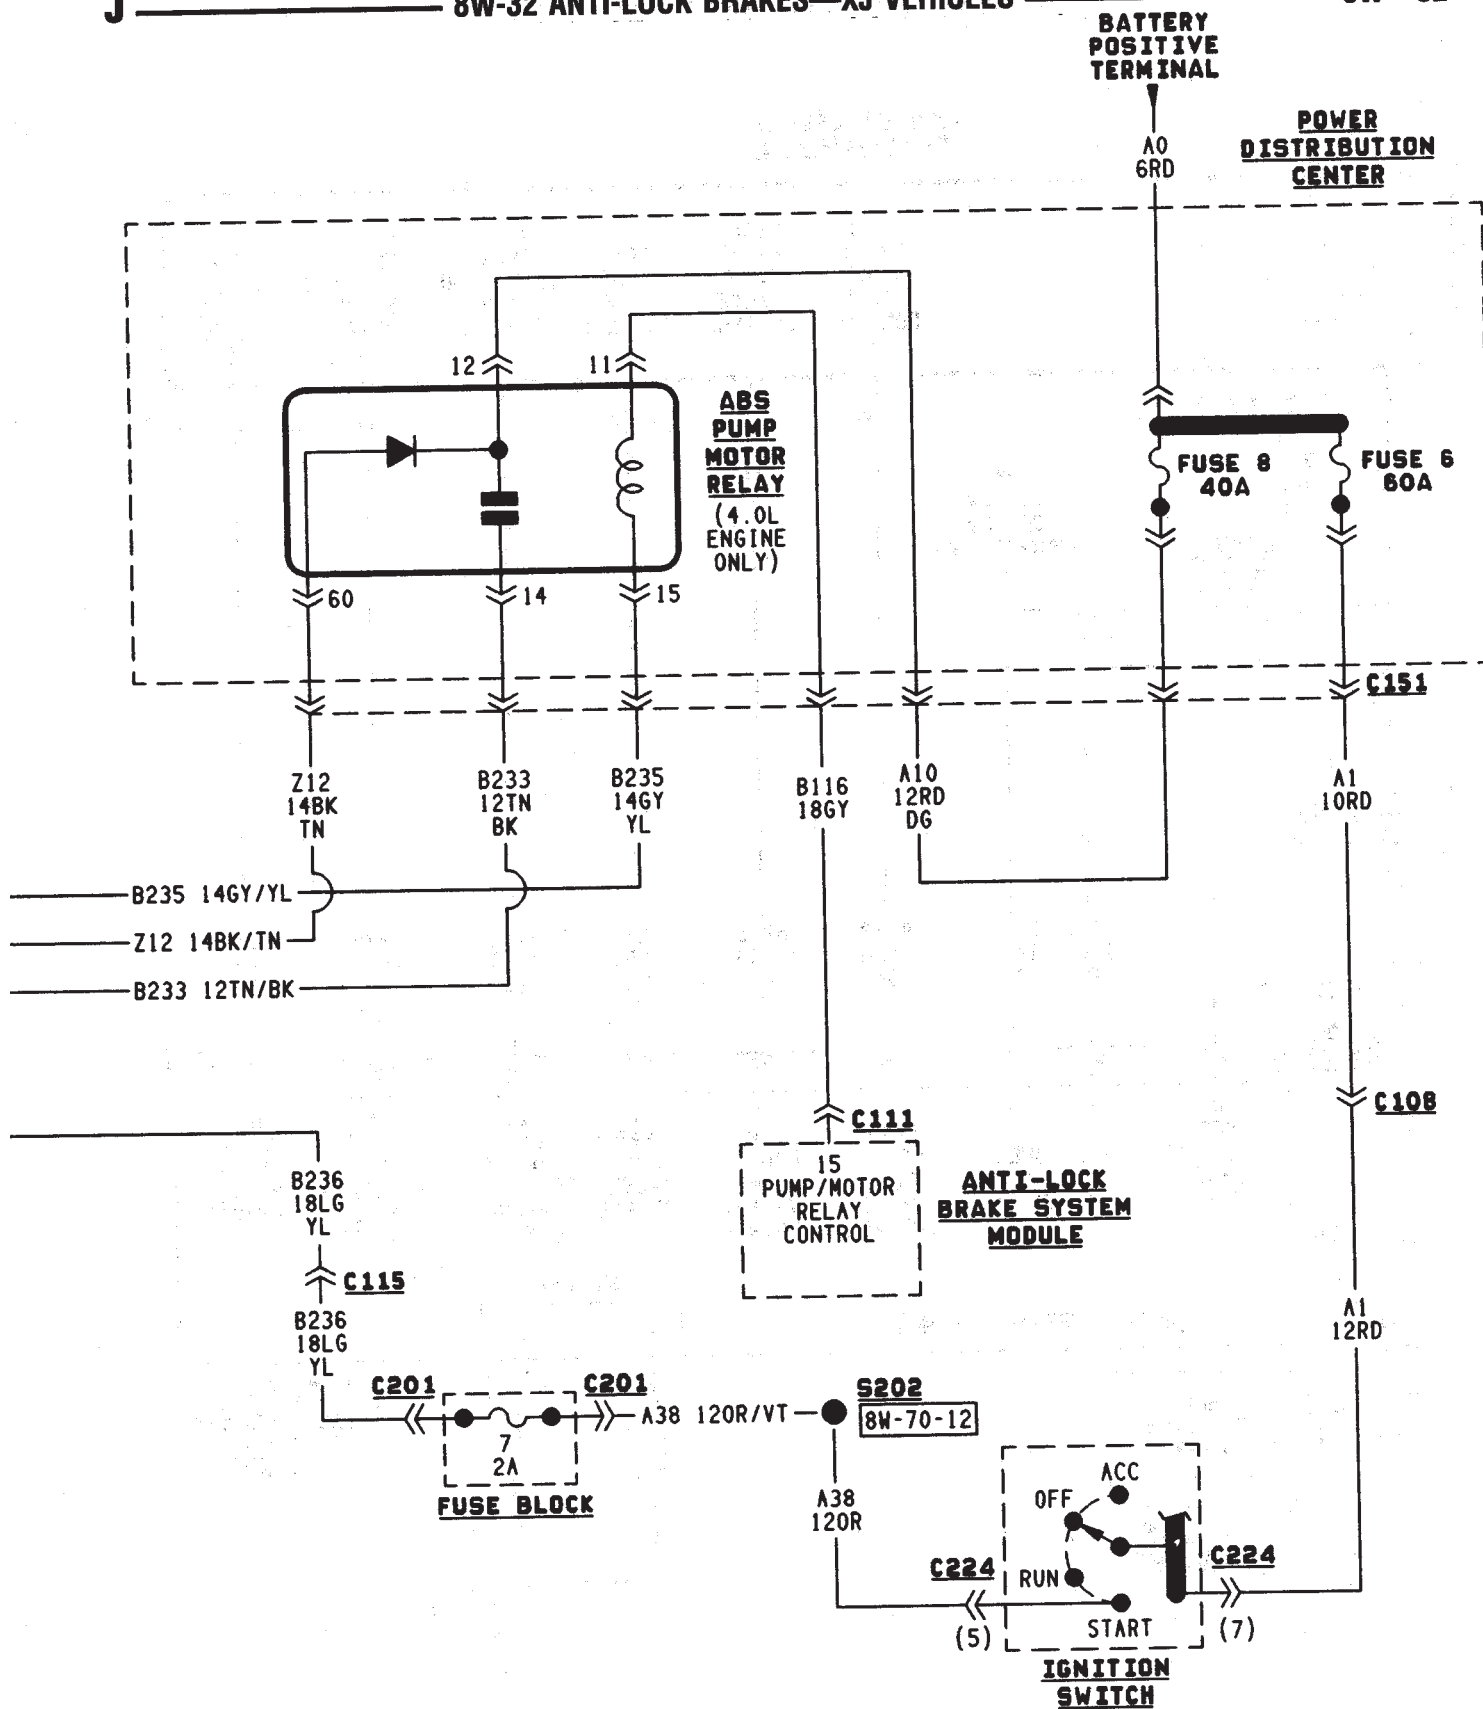 J
8W-32 ANTI-LOCK BRAKES—XJ VEHICLES
BATTERY
POSITIVE
TERMINAL
A0
6RD
POWER
DISTRIBUTION
CENTER
12
11
ABS
PUMP
MOTOR
RELAY
(4.0L
ENGINE
ONLY)
FUSE 8
40A
FUSE 6
60A
60
14
15
C151
Z12
14BK
TN
B233
12TN
BK
B235
14GY
YL
B116
18GY
A10
12RD
DG
A1
10RD
B235 14GY/YL
Z12 14BK/TN
B233 12TN/BK
C111
C108
15
PUMP/MOTOR
RELAY
CONTROL
ANTI-LOCK
BRAKE SYSTEM
MODULE
B236
18LG
YL
C115
B236
18LG
YL
A1
12RD
C201
C201
A38 12OR/VT
S202
8W-70-12
7
2A
FUSE BLOCK
A38
12OR
ACC
OFF
RUN
START
C224
(5)
C224
(7)
IGNITION
SWITCH